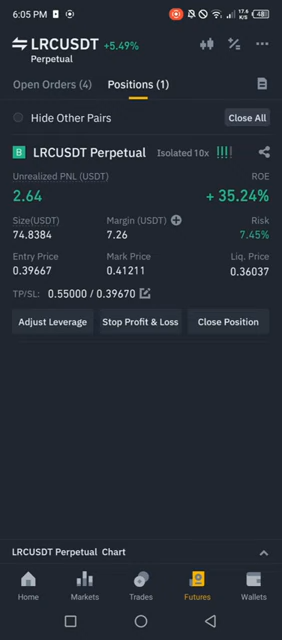 6:05 PM 17.6 K/S 48
LRCUSDT +5.49%
Perpetual
Open Orders (4) Positions (1)
Hide Other Pairs Close All
B LRCUSDT Perpetual Isolated 10x !!!!
Unrealized PNL (USDT) ROE
2.64 + 35.24%
Size(USDT) Margin (USDT) Risk
74.8384 7.26 7.45%
Entry Price Mark Price Liq. Price
0.39667 0.41211 0.36037
TP/SL: 0.55000 / 0.39670
Adjust Leverage Stop Profit & Loss Close Position
LRCUSDT Perpetual Chart
Home Markets Trades Futures Wallets